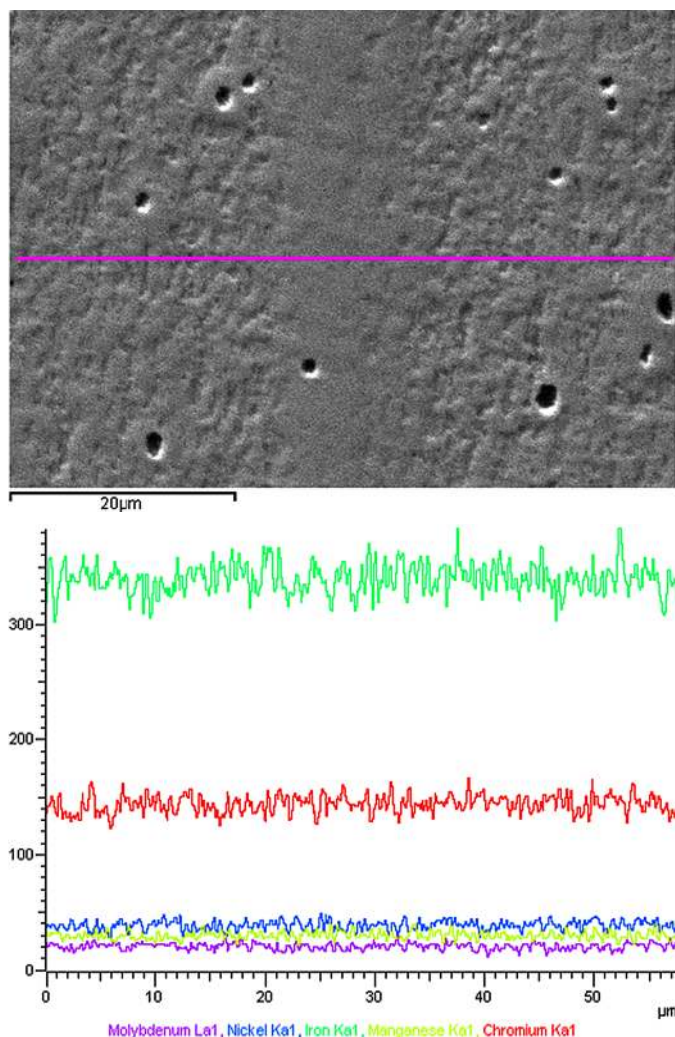 20µm
300
200
100
0
0 10 20 30 40 50 µm
Molybdenum La1, Nickel Ka1, Iron Ka1, Manganese Ka1, Chromium Ka1